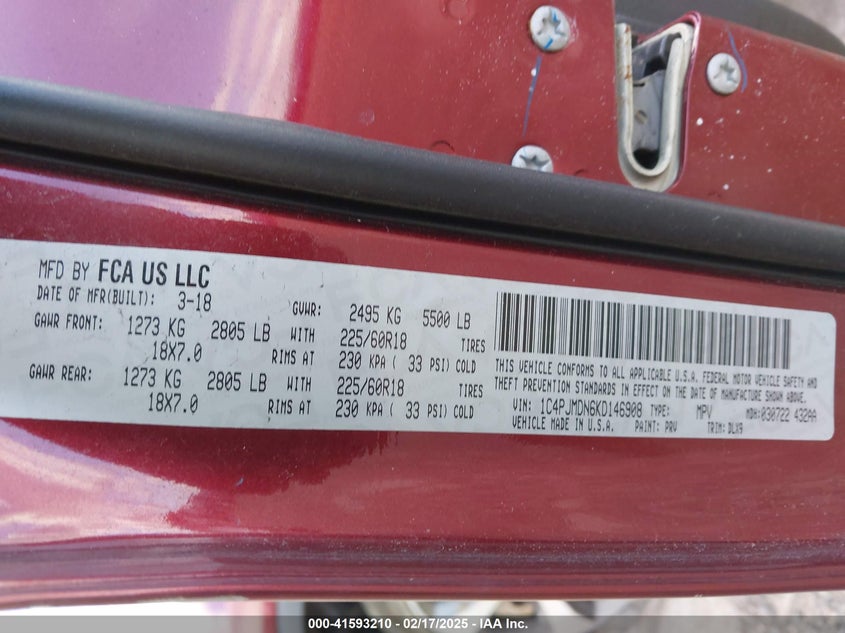 MFD BY FCA US LLC
DATE OF MFR(BUILT): 3-18 GVWR: 2495 KG 5500 LB
GAWR FRONT: 1273 KG 2805 LB WITH 225/60R18 TIRES
18X7.0 RIMS AT 230 KPA ( 33 PSI) COLD
GAWR REAR: 1273 KG 2805 LB WITH 225/60R18 TIRES
18X7.0 RIMS AT 230 KPA ( 33 PSI) COLD
THIS VEHICLE CONFORMS TO ALL APPLICABLE U.S.A. FEDERAL MOTOR VEHICLE SAFETY AND
THEFT PREVENTION STANDARDS IN EFFECT ON THE DATE OF MANUFACTURE SHOWN ABOVE.
VIN: 1C4PJMDN6KD146908 TYPE: MPV MDH:030722 432AA
VEHICLE MADE IN U.S.A. PAINT: PRV TRIM: DLX9
000-41593210 - 02/17/2025 - IAA Inc.